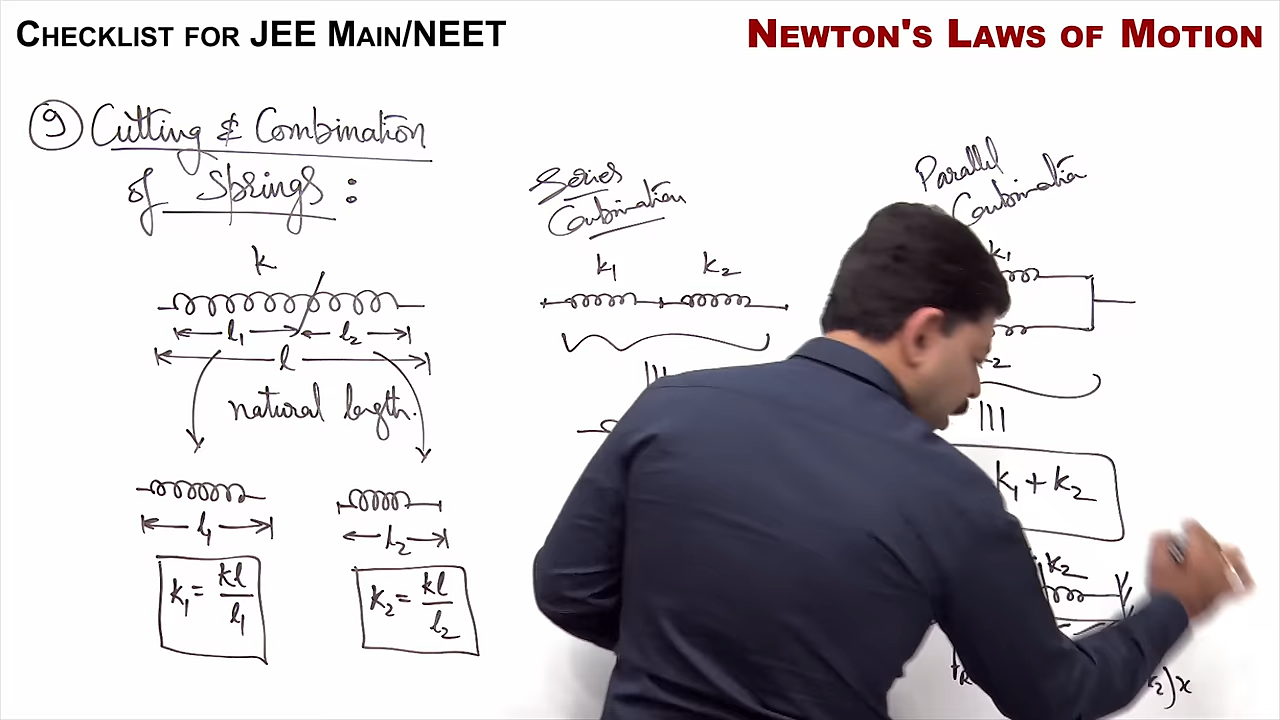 CHECKLIST FOR JEE MAIN/NEET
NEWTON'S LAWS OF MOTION
⑨ Cutting & Combination
of Springs :
k
l₁ l₂
l
natural length.
l₁
l₂
k₁ = kl/l₁
k₂ = kl/l₂
Series
Combination
k₁ k₂
Parallel
Combination
k₁
2
k₁ + k₂
k₂
k₂)x